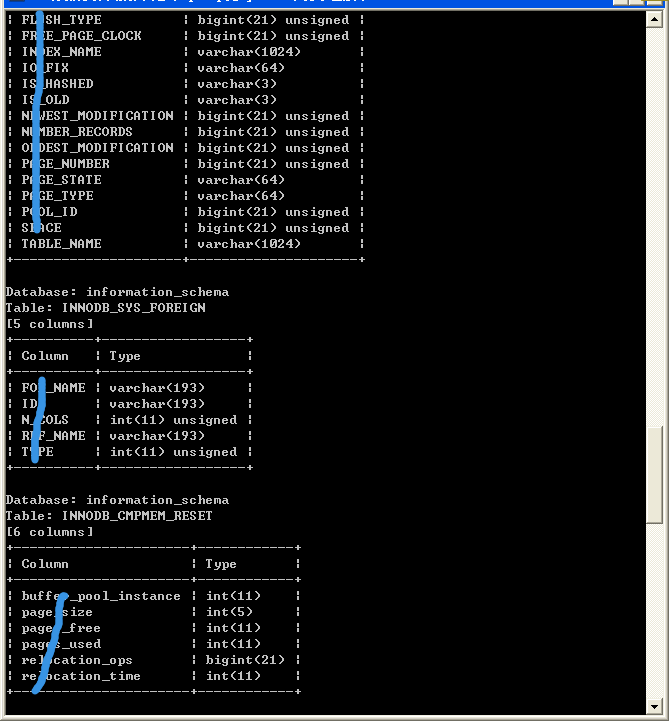 FLUSH_TYPE | bigint(21) unsigned
FREE_PAGE_CLOCK | bigint(21) unsigned
INDEX_NAME | varchar(1024)
IO_FIX | varchar(64)
IS_HASHED | varchar(3)
IS_OLD | varchar(3)
NEWEST_MODIFICATION | bigint(21) unsigned
NUMBER_RECORDS | bigint(21) unsigned
OLDEST_MODIFICATION | bigint(21) unsigned
PAGE_NUMBER | bigint(21) unsigned
PAGE_STATE | varchar(64)
PAGE_TYPE | varchar(64)
POOL_ID | bigint(21) unsigned
SPACE | bigint(21) unsigned
TABLE_NAME | varchar(1024)
Database: information_schema
Table: INNODB_SYS_FOREIGN
[5 columns]
Column | Type
FOR_NAME | varchar(193)
ID | varchar(193)
N_COLS | int(11) unsigned
REF_NAME | varchar(193)
TYPE | int(11) unsigned
Database: information_schema
Table: INNODB_CMPMEM_RESET
[6 columns]
Column | Type
buffer_pool_instance | int(11)
page_size | int(5)
pages_free | int(11)
pages_used | int(11)
relocation_ops | bigint(21)
relocation_time | int(11)